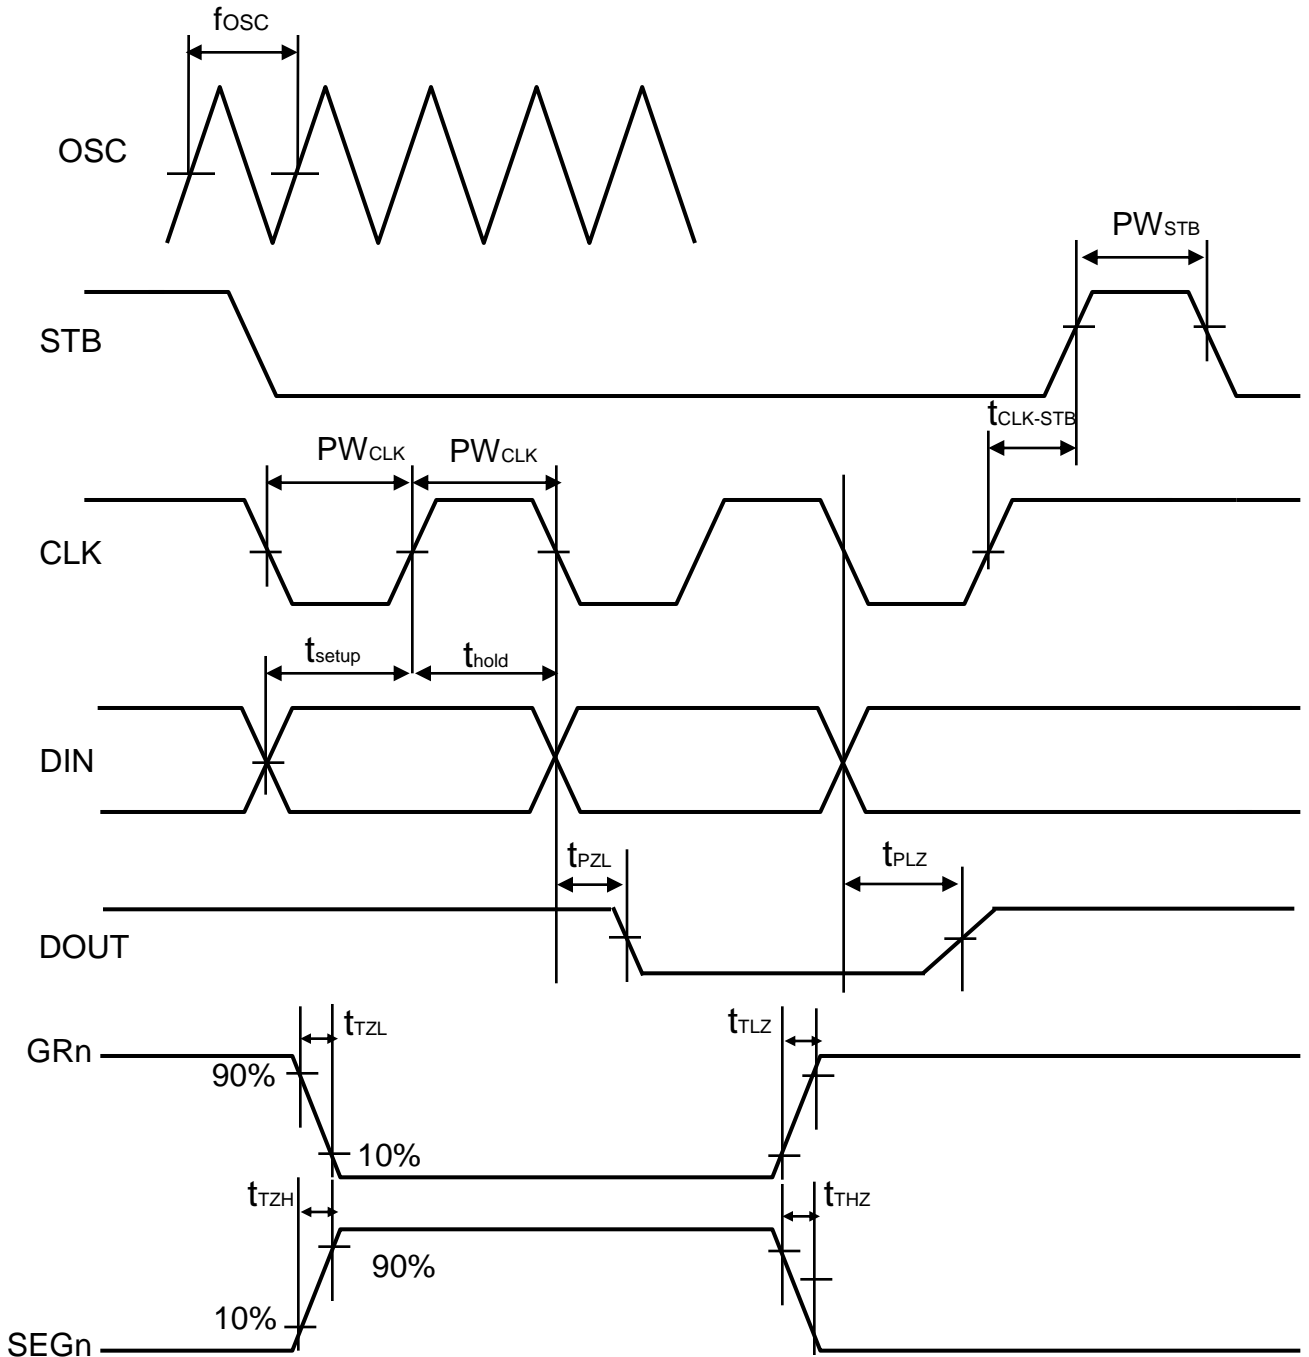 fOSC
OSC
PWSTB
STB
tCLK-STB
PWCLK PWCLK
CLK
tsetup thold
DIN
tPZL tPLZ
DOUT
tTZL tTLZ
GRn
90%
10%
tTZH tTHZ
90%
10%
SEGn